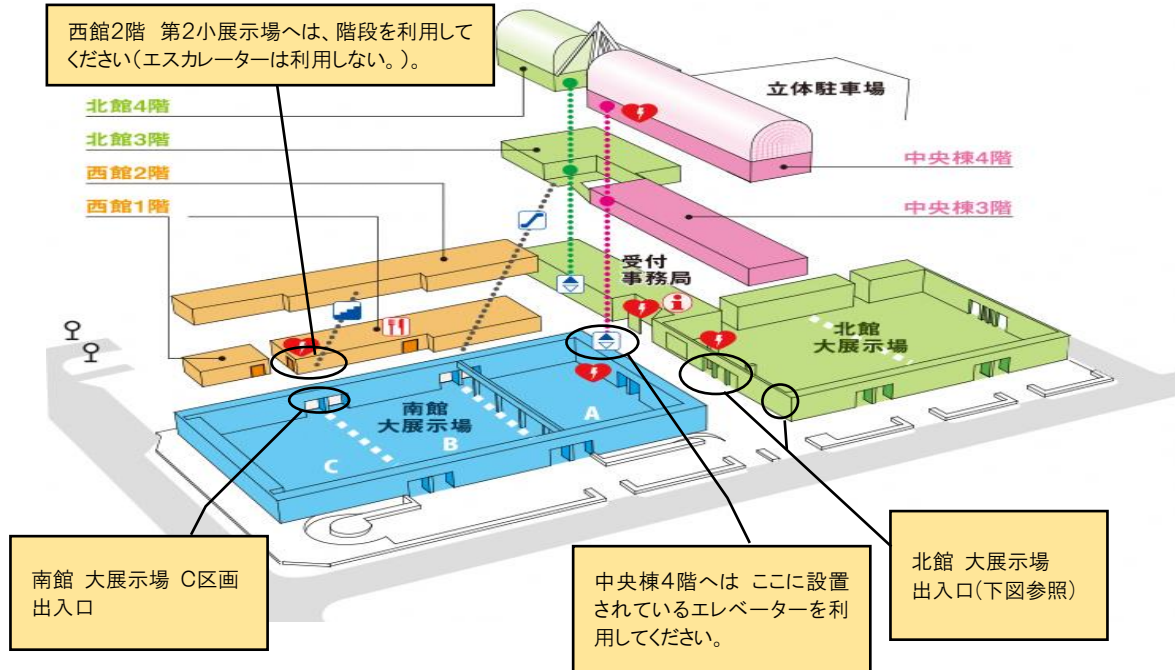 西館2階 第2小展示場へは、階段を利用して
ください(エスカレーターは利用しない。)。
立体駐車場
北館4階
北館3階
西館2階
西館1階
中央棟4階
中央棟3階
受付
事務局
北館
大展示場
南館
大展示場
A
B
C
南館 大展示場 C区画
出入口
中央棟4階へは ここに設置
されているエレベーターを利
用してください。
北館 大展示場
出入口(下図参照)